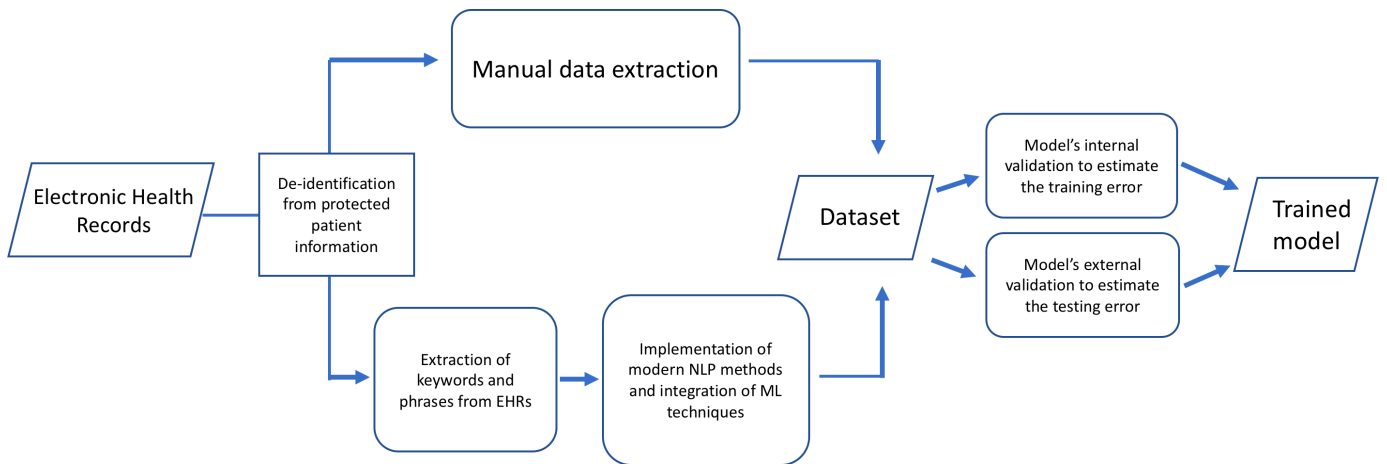 Manual data extraction
Electronic Health
Records
De-identification
from protected
patient
information
Extraction of
keywords and
phrases from EHRs
Implementation of
modern NLP methods
and integration of ML
techniques
Dataset
Model’s internal
validation to estimate
the training error
Model’s external
validation to estimate
the testing error
Trained
model